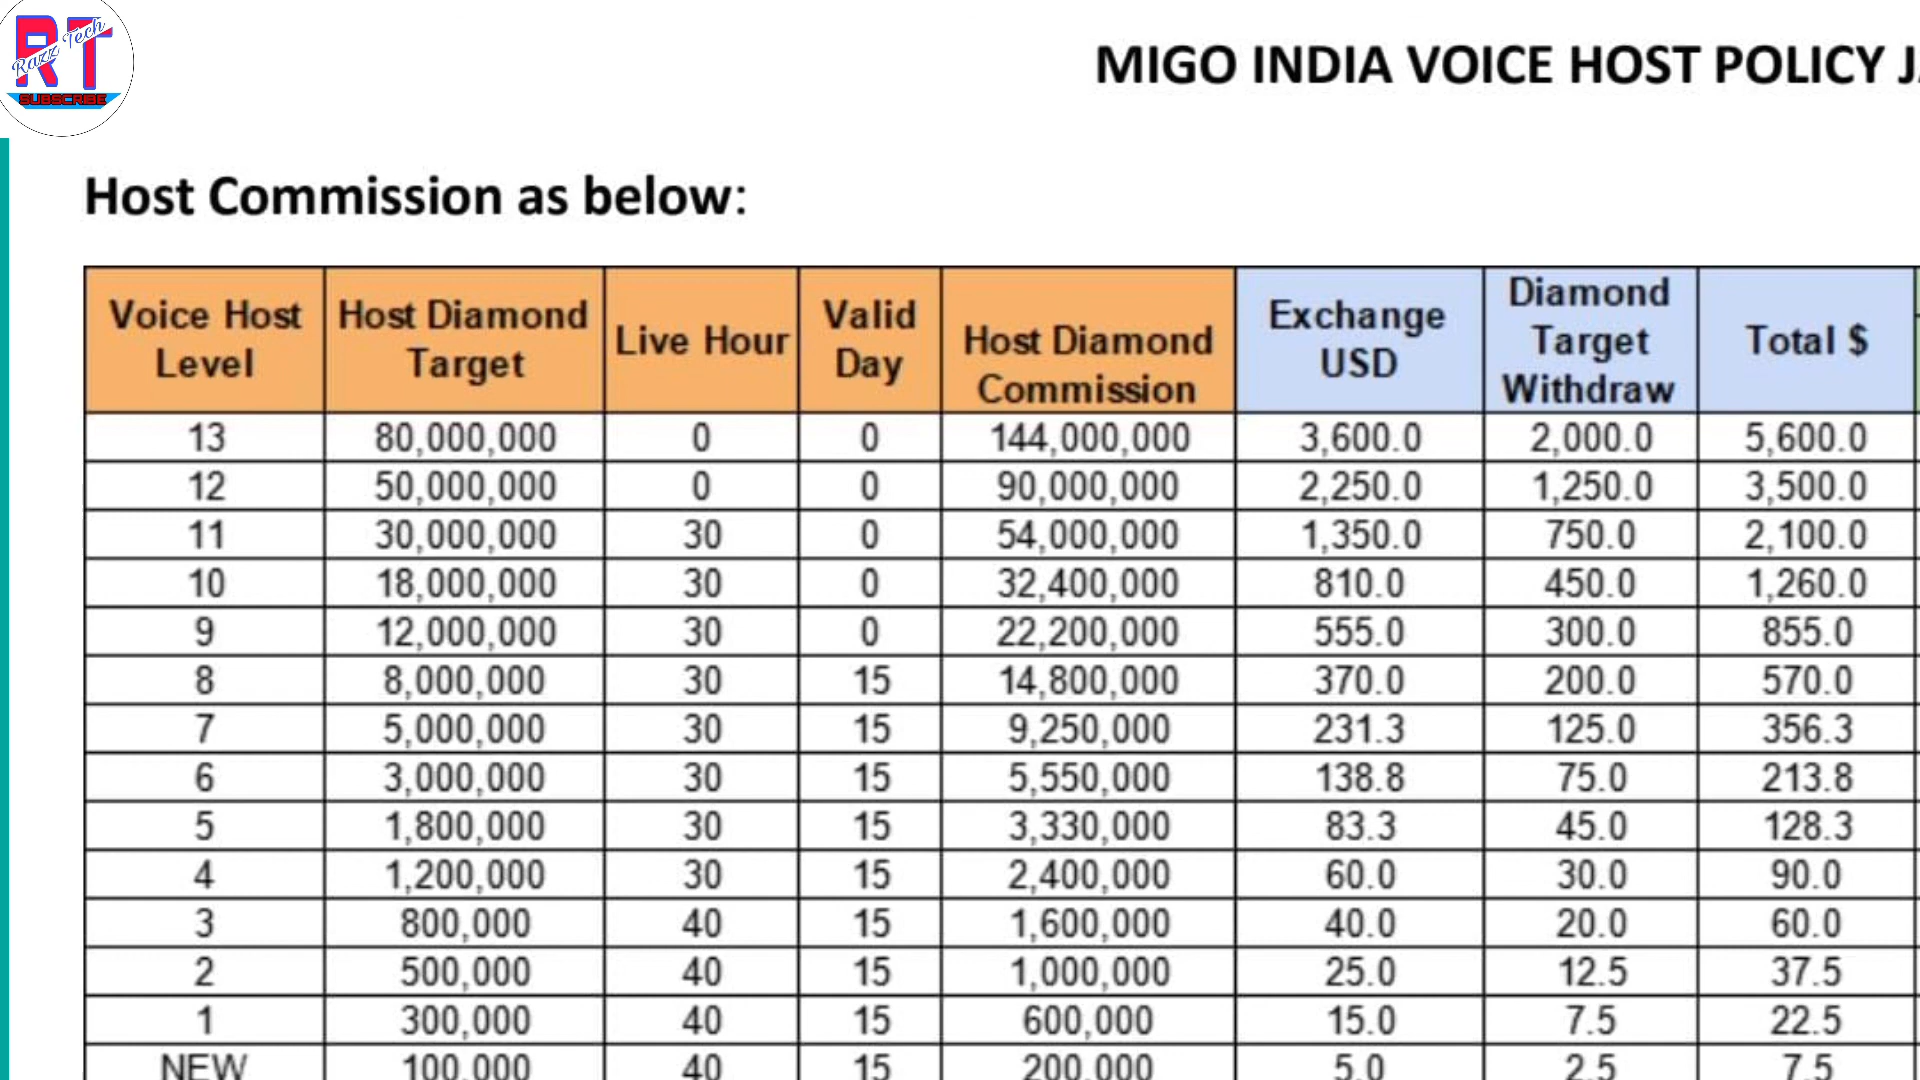 RT
Razz Tech
SUBSCRIBE
MIGO INDIA VOICE HOST POLICY
Host Commission as below:
Voice Host Level Host Diamond Target Live Hour Valid Day Host Diamond Commission Exchange USD Diamond Target Withdraw Total $
13 80,000,000 0 0 144,000,000 3,600.0 2,000.0 5,600.0
12 50,000,000 0 0 90,000,000 2,250.0 1,250.0 3,500.0
11 30,000,000 30 0 54,000,000 1,350.0 750.0 2,100.0
10 18,000,000 30 0 32,400,000 810.0 450.0 1,260.0
9 12,000,000 30 0 22,200,000 555.0 300.0 855.0
8 8,000,000 30 15 14,800,000 370.0 200.0 570.0
7 5,000,000 30 15 9,250,000 231.3 125.0 356.3
6 3,000,000 30 15 5,550,000 138.8 75.0 213.8
5 1,800,000 30 15 3,330,000 83.3 45.0 128.3
4 1,200,000 30 15 2,400,000 60.0 30.0 90.0
3 800,000 40 15 1,600,000 40.0 20.0 60.0
2 500,000 40 15 1,000,000 25.0 12.5 37.5
1 300,000 40 15 600,000 15.0 7.5 22.5
NEW 100,000 40 15 200,000 5.0 2.5 7.5